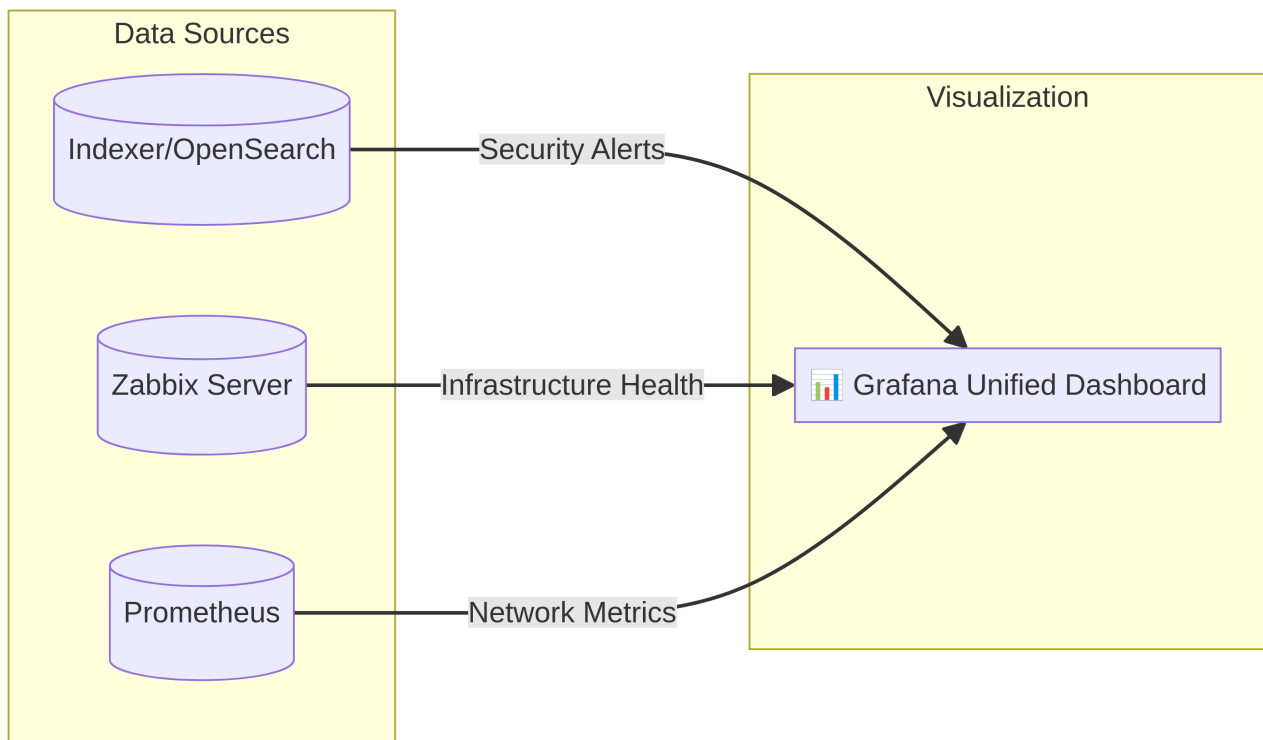 Data Sources
Indexer/OpenSearch
Security Alerts
Zabbix Server
Infrastructure Health
Prometheus
Network Metrics
Visualization
📊 Grafana Unified Dashboard